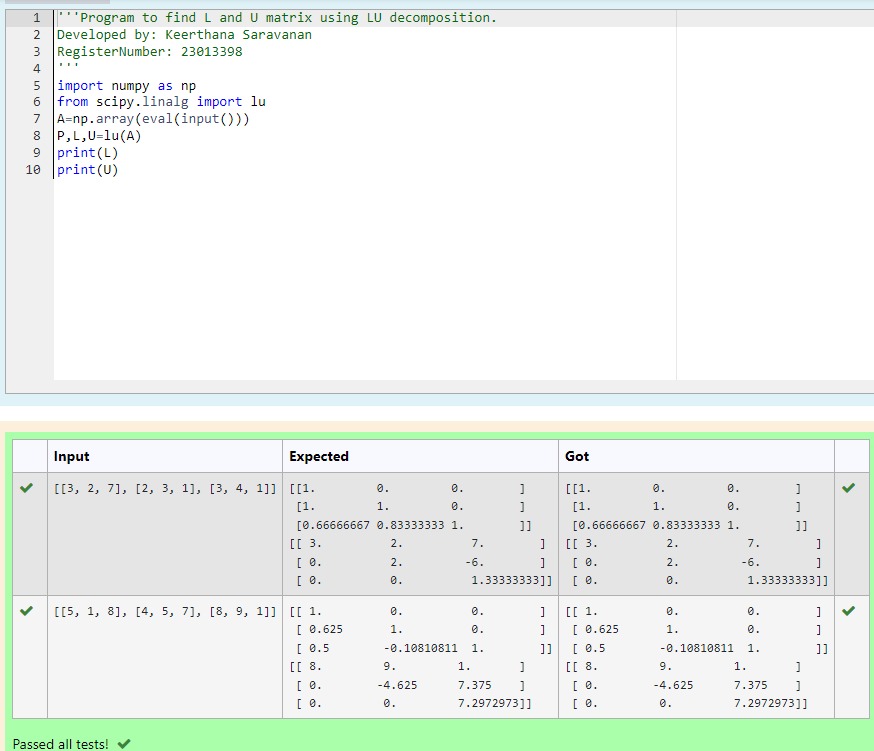 1 '''Program to find L and U matrix using LU decomposition.
2 Developed by: Keerthana Saravanan
3 RegisterNumber: 23013398
4 '''
5 import numpy as np
6 from scipy.linalg import lu
7 A=np.array(eval(input()))
8 P,L,U=lu(A)
9 print(L)
10 print(U)
Input Expected Got
[[3, 2, 7], [2, 3, 1], [3, 4, 1]] [[1. 0. 0. ] [[1. 0. 0. ]
[1. 1. 0. ] [1. 1. 0. ]
[0.66666667 0.83333333 1. ]] [0.66666667 0.83333333 1. ]]
[[ 3. 2. 7. ] [[ 3. 2. 7. ]
[ 0. 2. -6. ] [ 0. 2. -6. ]
[ 0. 0. 1.33333333]] [ 0. 0. 1.33333333]]
[[5, 1, 8], [4, 5, 7], [8, 9, 1]] [[ 1. 0. 0. ] [[ 1. 0. 0. ]
[ 0.625 1. 0. ] [ 0.625 1. 0. ]
[ 0.5 -0.10810811 1. ]] [ 0.5 -0.10810811 1. ]]
[[ 8. 9. 1. ] [[ 8. 9. 1. ]
[ 0. -4.625 7.375 ] [ 0. -4.625 7.375 ]
[ 0. 0. 7.2972973]] [ 0. 0. 7.2972973]]
Passed all tests!